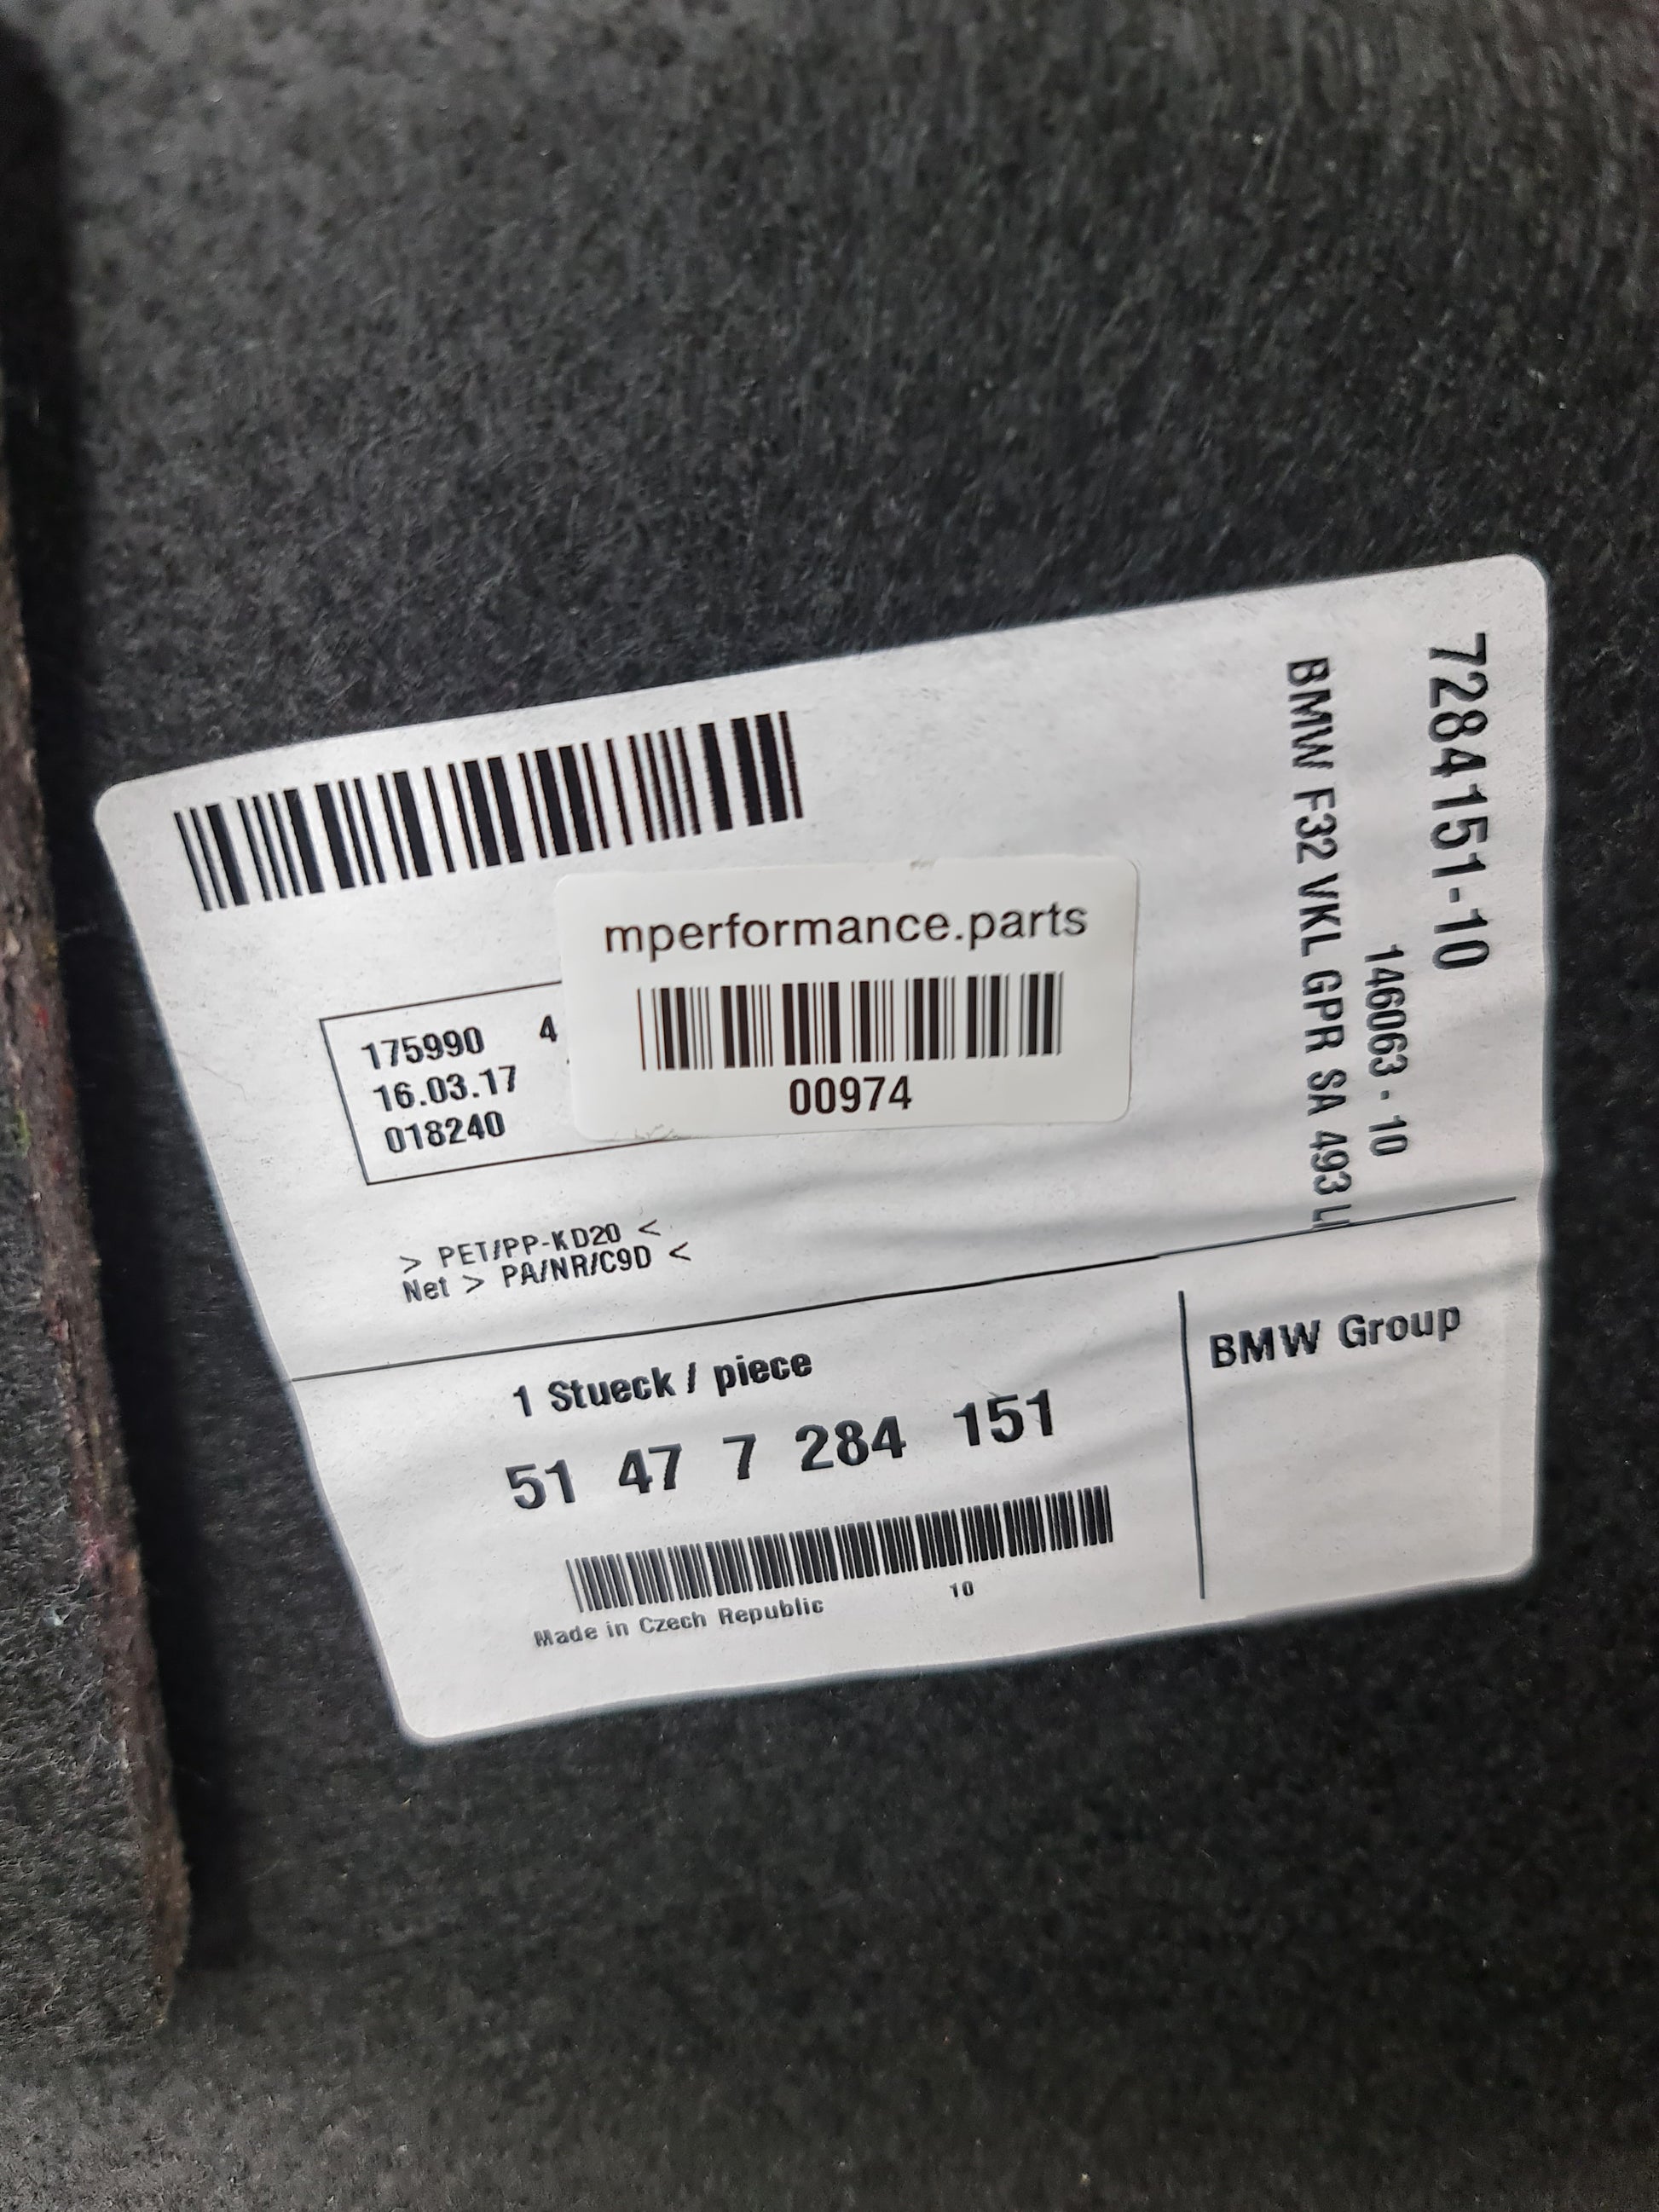 7284151-10
146063 - 10
BMW F32 VKL GPR SA 493
mperformance.parts
00974
175990 4
16.03.17
018240
> PET/PP-KD20 <
Net > PA/NR/C9D <
1 Stueck / piece
51 47 7 284 151
10
Made in Czech Republic
BMW Group